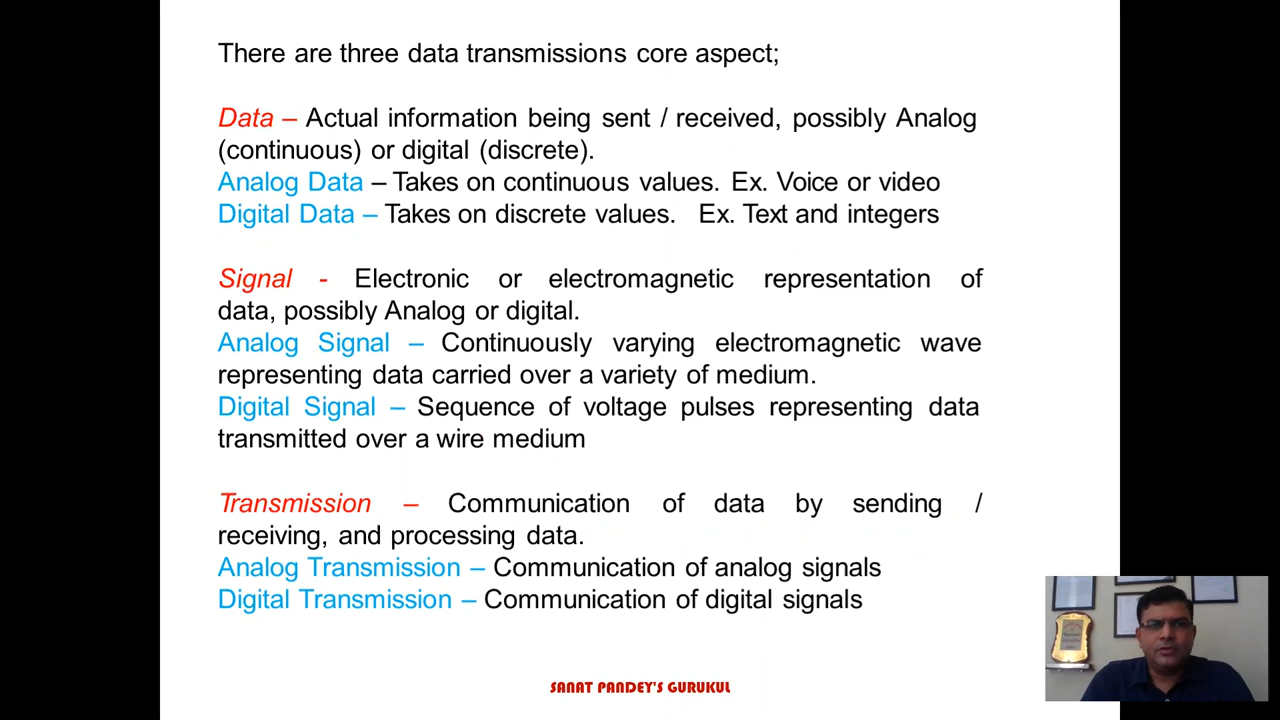 There are three data transmissions core aspect;
Data – Actual information being sent / received, possibly Analog
(continuous) or digital (discrete).
Analog Data – Takes on continuous values. Ex. Voice or video
Digital Data – Takes on discrete values. Ex. Text and integers
Signal - Electronic or electromagnetic representation of
data, possibly Analog or digital.
Analog Signal – Continuously varying electromagnetic wave
representing data carried over a variety of medium.
Digital Signal – Sequence of voltage pulses representing data
transmitted over a wire medium
Transmission – Communication of data by sending /
receiving, and processing data.
Analog Transmission – Communication of analog signals
Digital Transmission – Communication of digital signals
SANAT PANDEY'S GURUKUL